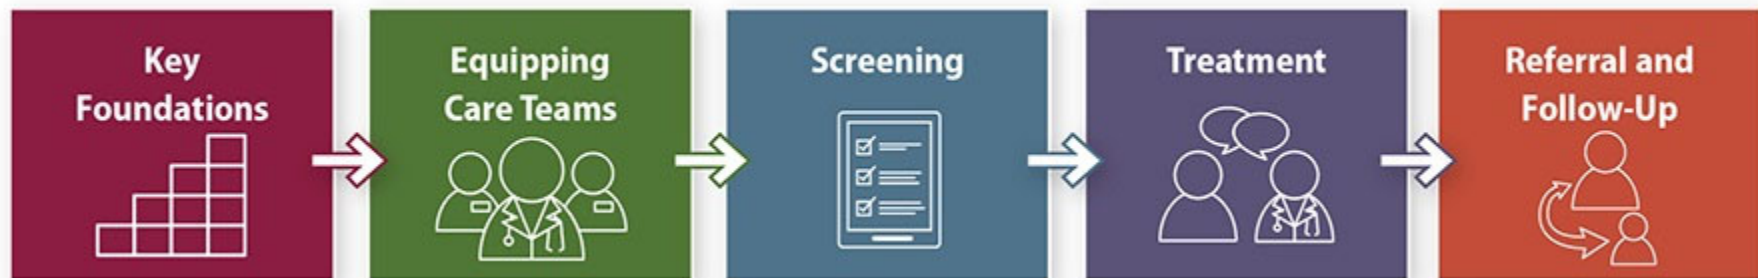 Key
Foundations
Equipping
Care Teams
Screening
Treatment
Referral and
Follow-Up